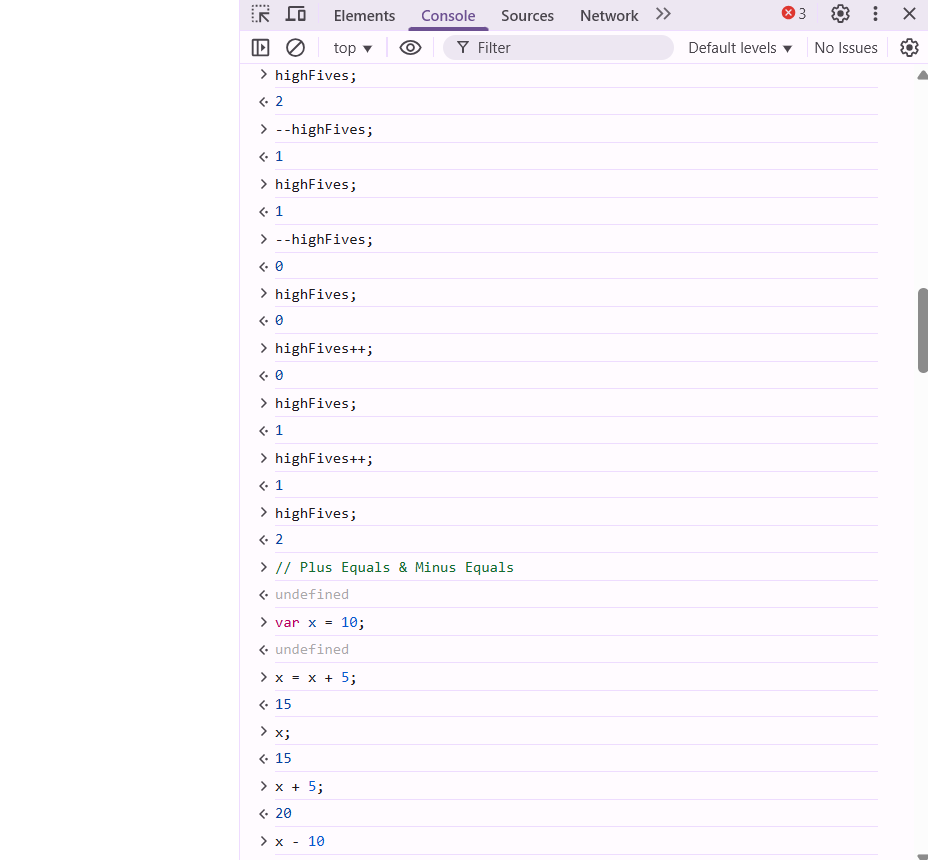 Elements Console Sources Network 3
top Filter Default levels No Issues
highFives;
2
--highFives;
1
highFives;
1
--highFives;
0
highFives;
0
highFives++;
0
highFives;
1
highFives++;
1
highFives;
2
// Plus Equals & Minus Equals
undefined
var x = 10;
undefined
x = x + 5;
15
x;
15
x + 5;
20
x - 10